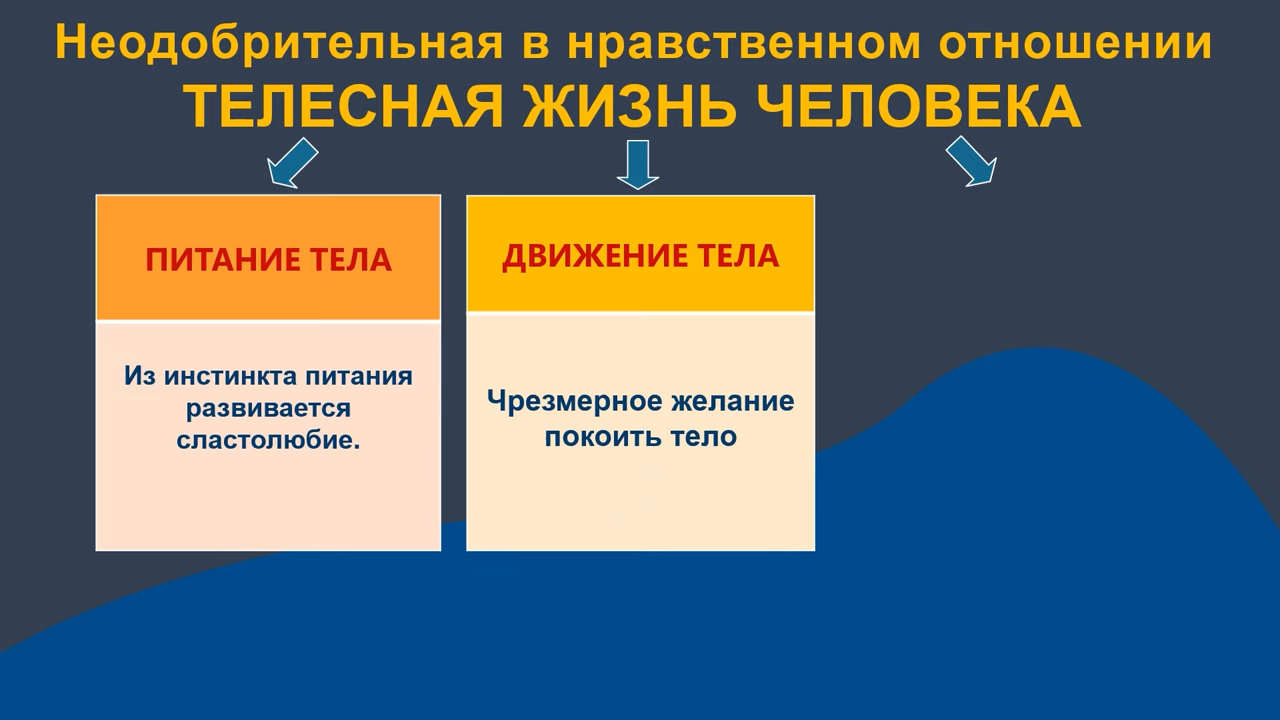 Неодобрительная в нравственном отношении
ТЕЛЕСНАЯ ЖИЗНЬ ЧЕЛОВЕКА
ПИТАНИЕ ТЕЛА
Из инстинкта питания
развивается
сластолюбие.
ДВИЖЕНИЕ ТЕЛА
Чрезмерное желание
покоить тело